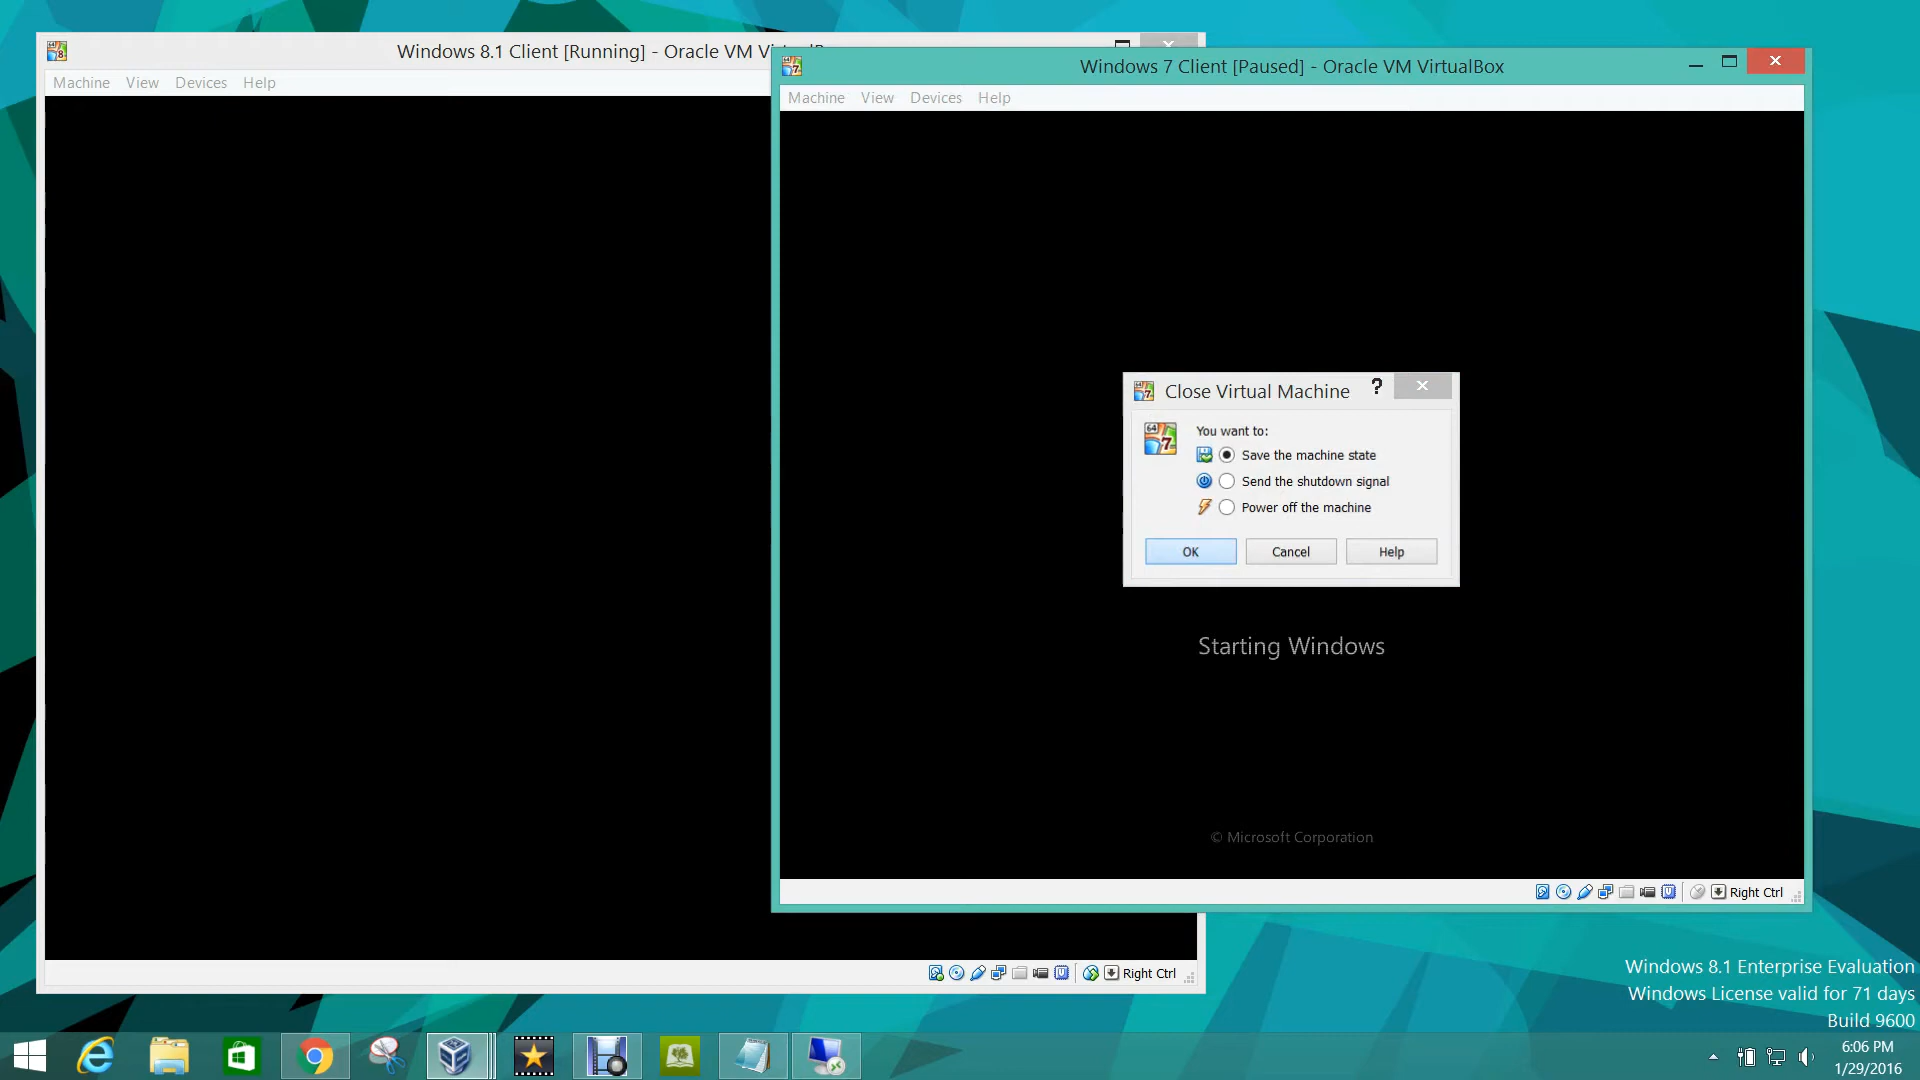 Windows 8.1 Client [Running] - Oracle VM
Machine View Devices Help
Windows 7 Client [Paused] - Oracle VM VirtualBox
Machine View Devices Help
Close Virtual Machine
You want to:
Save the machine state
Send the shutdown signal
Power off the machine
OK Cancel Help
Starting Windows
© Microsoft Corporation
Right Ctrl
Right Ctrl
Windows 8.1 Enterprise Evaluation
Windows License valid for 71 days
Build 9600
6:06 PM
1/29/2016